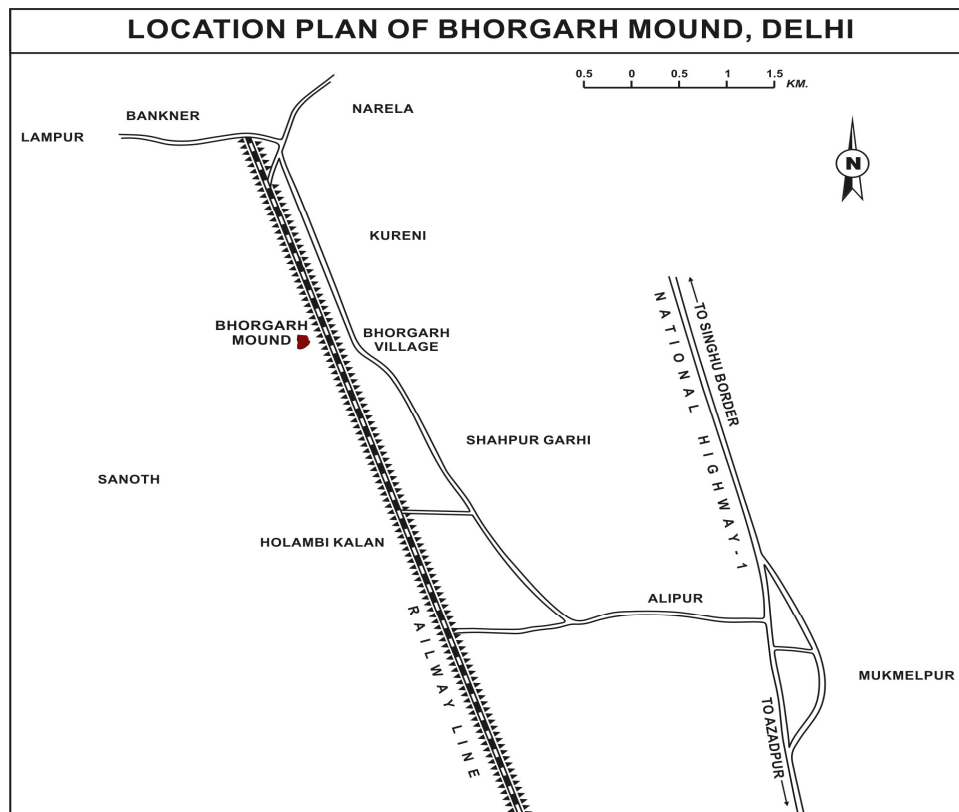 LOCATION PLAN OF BHORGARH MOUND, DELHI
0.5 0 0.5 1 1.5 KM.
NARELA
BANKNER
LAMPUR
N
KURENI
BHORGARH
MOUND
BHORGARH
VILLAGE
TO SINGHU BORDER
NATIONAL HIGHWAY-1
SHAHPUR GARHI
SANOTH
HOLAMBI KALAN
ALIPUR
RAILWAY LINE
MUKMELPUR
TO AZADPUR